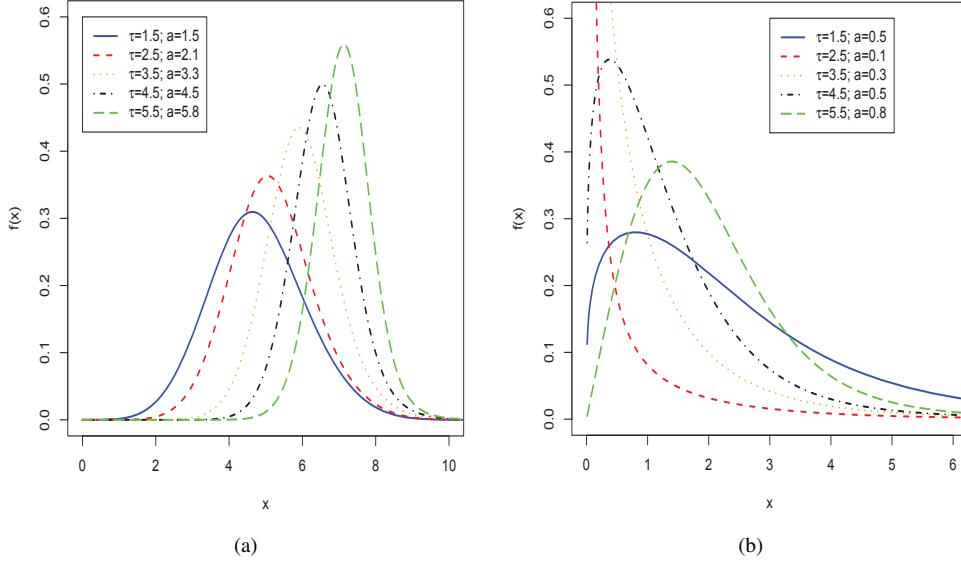 0.6
0.5
0.4
0.3
0.2
0.1
0.0
f(x)
τ=1.5; a=1.5
τ=2.5; a=2.1
τ=3.5; a=3.3
τ=4.5; a=4.5
τ=5.5; a=5.8
0 2 4 6 8 10
x
(a)
0.6
0.5
0.4
0.3
0.2
0.1
0.0
f(x)
τ=1.5; a=0.5
τ=2.5; a=0.1
τ=3.5; a=0.3
τ=4.5; a=0.5
τ=5.5; a=0.8
0 1 2 3 4 5 6
x
(b)